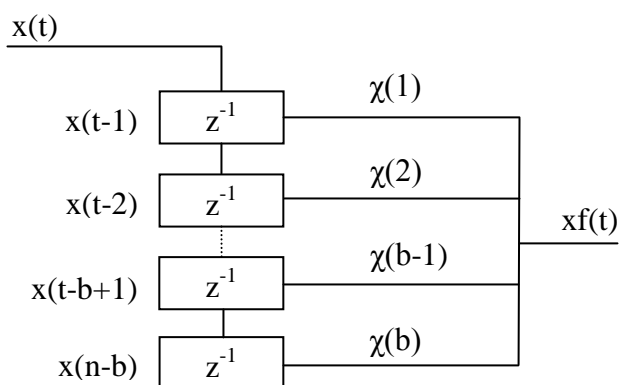 x(t)
χ(1)
x(t-1) z⁻¹
χ(2)
x(t-2) z⁻¹
xf(t)
χ(b-1)
x(t-b+1) z⁻¹
χ(b)
x(n-b) z⁻¹